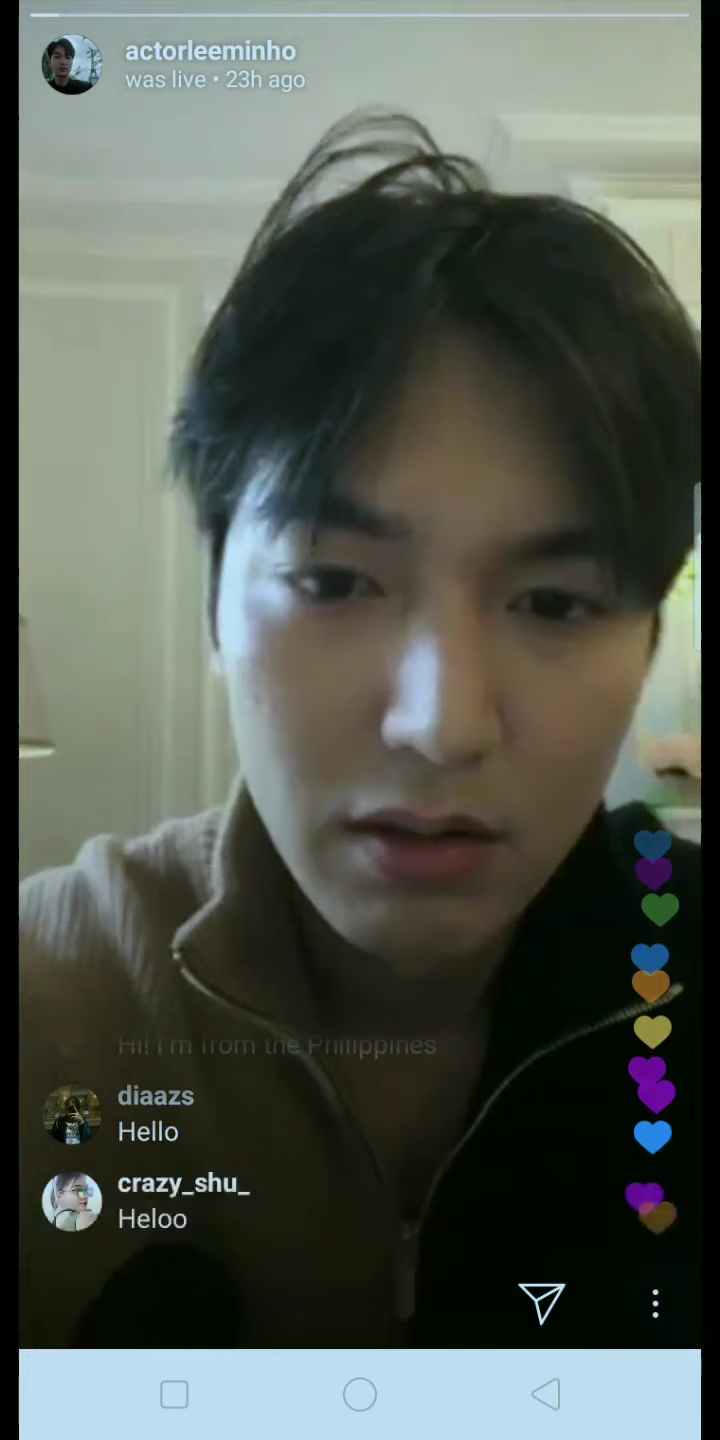 actorleeminho
was live • 23h ago
Hi! I'm from the Philippines
diaazs
Hello
crazy_shu_
Heloo